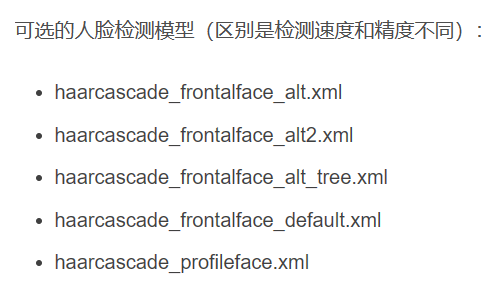 可选的人脸检测模型（区别是检测速度和精度不同）：
• haarcascade_frontalface_alt.xml
• haarcascade_frontalface_alt2.xml
• haarcascade_frontalface_alt_tree.xml
• haarcascade_frontalface_default.xml
• haarcascade_profileface.xml